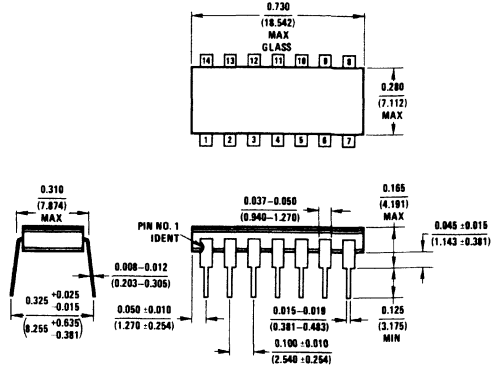 0.730
(18.542)
MAX
GLASS
14 13 12 11 10 9 8
0.280
(7.112)
MAX
1 2 3 4 5 6 7
0.310
(7.874)
MAX
PIN NO. 1
IDENT
0.037–0.050
(0.940–1.270)
0.165
(4.191)
MAX
0.045 ±0.015
(1.143 ±0.381)
0.008–0.012
(0.203–0.305)
0.325 +0.025
−0.015
(8.255 +0.635
−0.381)
0.050 ±0.010
(1.270 ±0.254)
0.015–0.019
(0.381–0.483)
0.125
(3.175)
MIN
0.100 ±0.010
(2.540 ±0.254)